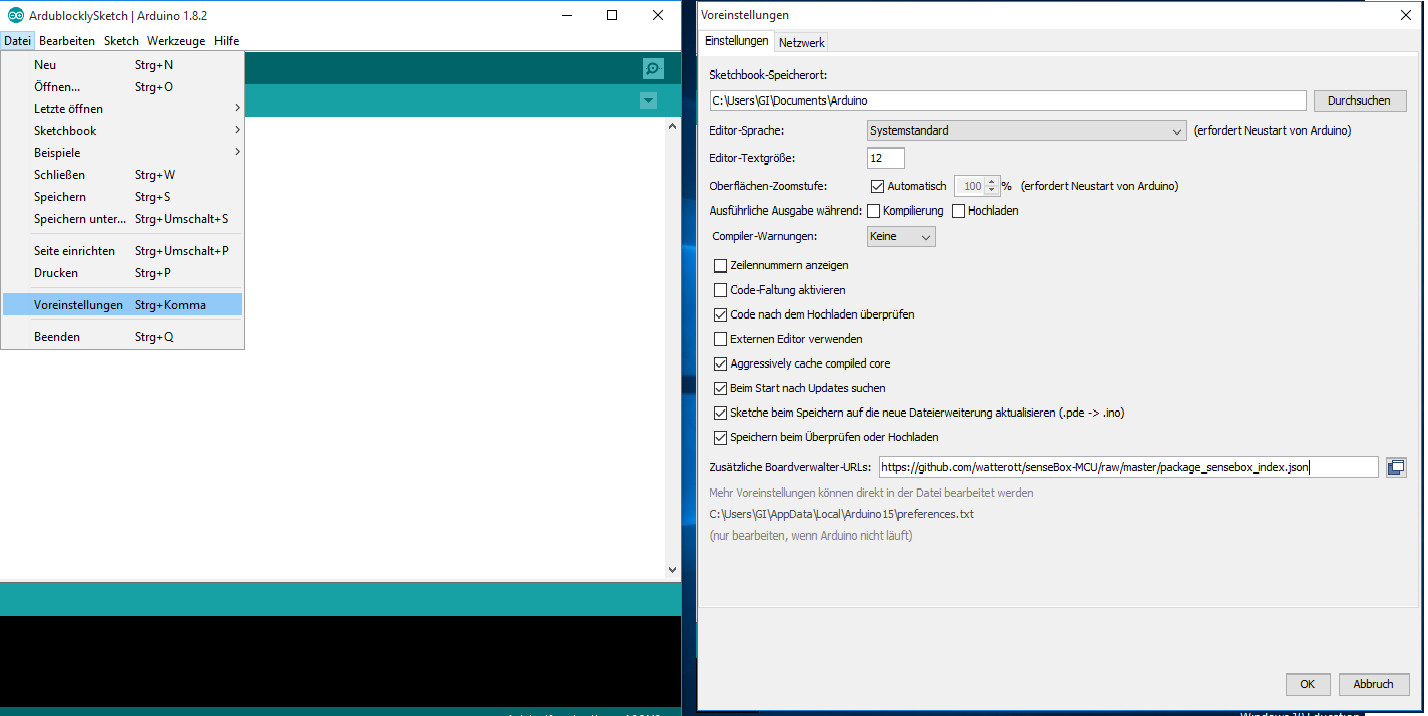 ArdublocklySketch | Arduino 1.8.2
Datei Bearbeiten Sketch Werkzeuge Hilfe
Neu Strg+N
Öffnen... Strg+O
Letzte öffnen
Sketchbook
Beispiele
Schließen Strg+W
Speichern Strg+S
Speichern unter... Strg+Umschalt+S
Seite einrichten Strg+Umschalt+P
Drucken Strg+P
Voreinstellungen Strg+Komma
Beenden Strg+Q
Voreinstellungen
Einstellungen Netzwerk
Sketchbook-Speicherort:
C:\Users\GI\Documents\Arduino Durchsuchen
Editor-Sprache: Systemstandard (erfordert Neustart von Arduino)
Editor-Textgröße: 12
Oberflächen-Zoomstufe: Automatisch 100 % (erfordert Neustart von Arduino)
Ausführliche Ausgabe während: Kompilierung Hochladen
Compiler-Warnungen: Keine
Zeilennummern anzeigen
Code-Faltung aktivieren
Code nach dem Hochladen überprüfen
Externen Editor verwenden
Aggressively cache compiled core
Beim Start nach Updates suchen
Sketche beim Speichern auf die neue Dateierweiterung aktualisieren (.pde -> .ino)
Speichern beim Überprüfen oder Hochladen
Zusätzliche Boardverwalter-URLs: https://github.com/watterott/senseBox-MCU/raw/master/package_sensebox_index.json
Mehr Voreinstellungen können direkt in der Datei bearbeitet werden
C:\Users\GI\AppData\Local\Arduino15\preferences.txt
(nur bearbeiten, wenn Arduino nicht läuft)
OK Abbruch
Windows 10 Education